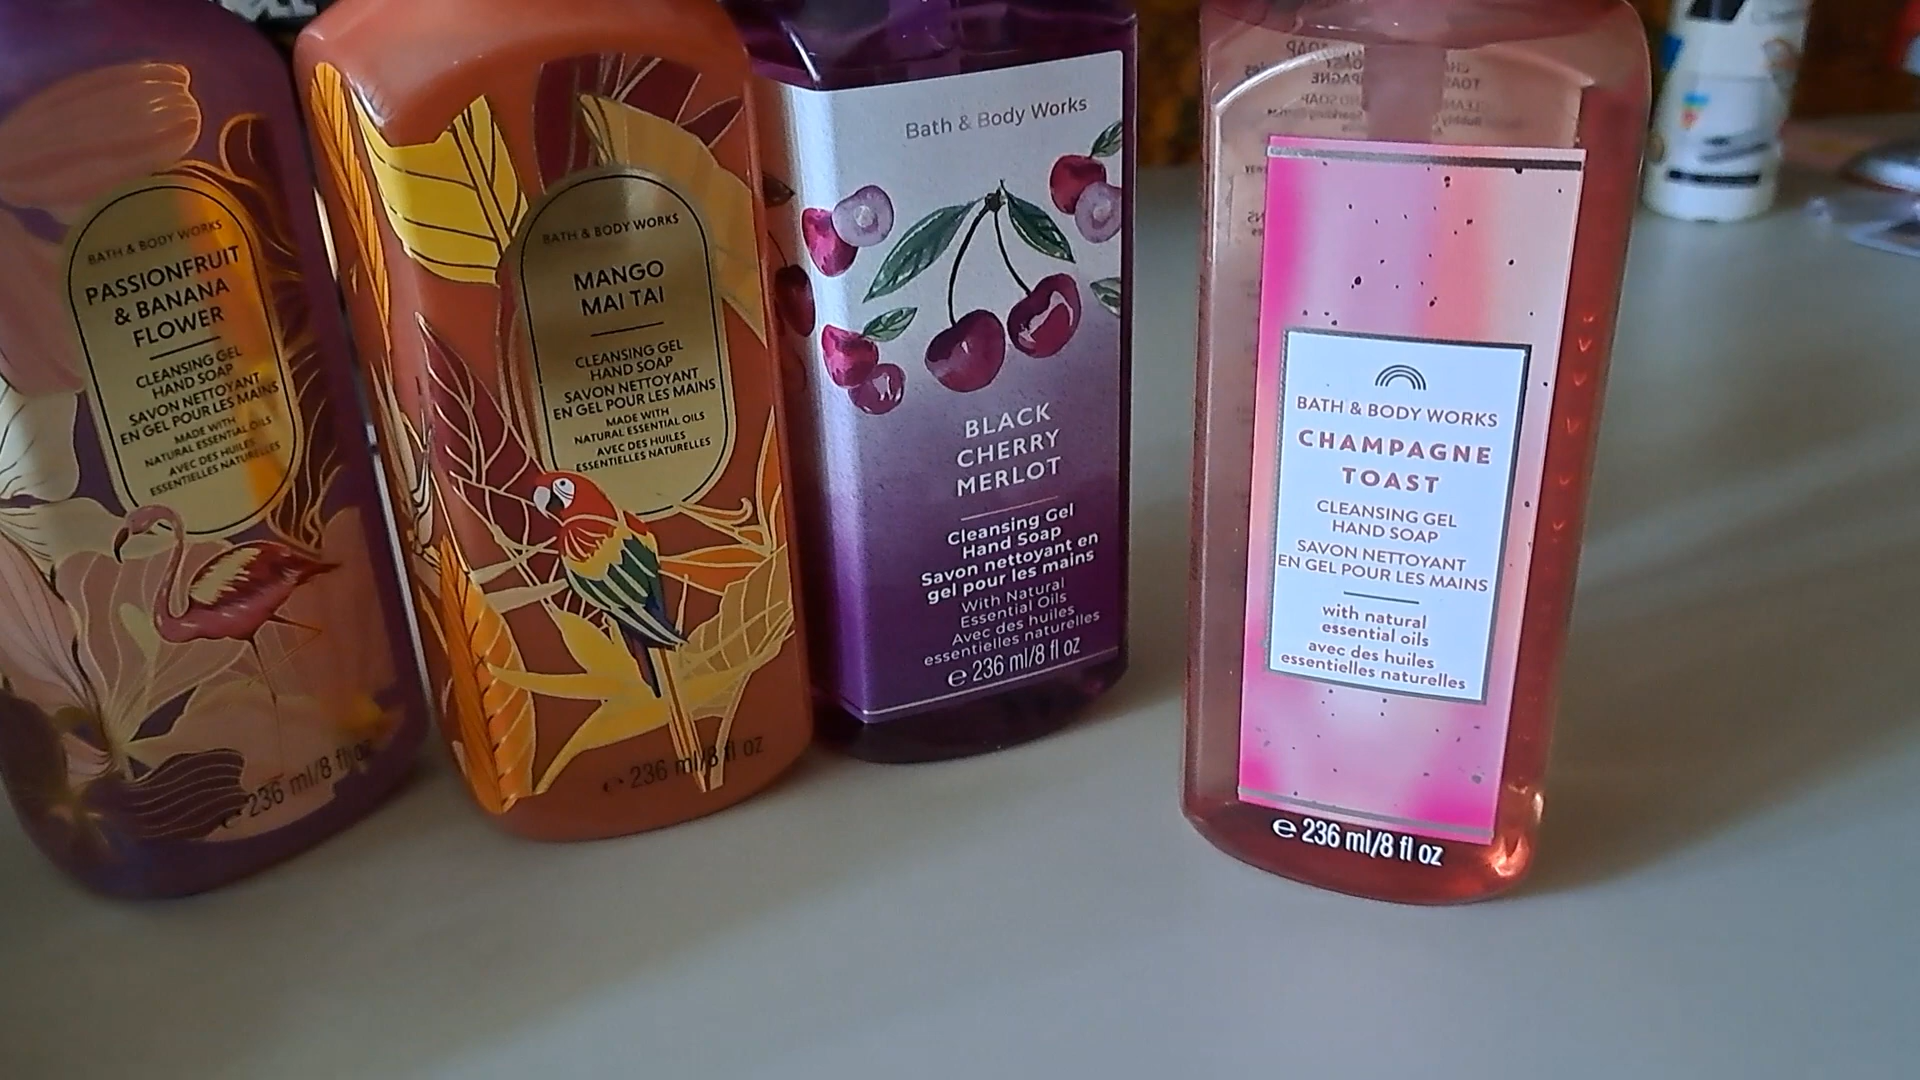 BATH & BODY WORKS
PASSIONFRUIT
& BANANA
FLOWER
CLEANSING GEL
HAND SOAP
SAVON NETTOYANT
EN GEL POUR LES MAINS
MADE WITH
NATURAL ESSENTIAL OILS
AVEC DES HUILES
ESSENTIELLES NATURELLES
℮ 236 ml/8 fl oz
BATH & BODY WORKS
MANGO
MAI TAI
CLEANSING GEL
HAND SOAP
SAVON NETTOYANT
EN GEL POUR LES MAINS
MADE WITH
NATURAL ESSENTIAL OILS
AVEC DES HUILES
ESSENTIELLES NATURELLES
℮ 236 ml/8 fl oz
Bath & Body Works
BLACK
CHERRY
MERLOT
Cleansing Gel
Hand Soap
Savon nettoyant en
gel pour les mains
With Natural
Essential Oils
Avec des huiles
essentielles naturelles
℮ 236 ml/8 fl oz
BATH & BODY WORKS
CHAMPAGNE
TOAST
CLEANSING GEL
HAND SOAP
SAVON NETTOYANT
EN GEL POUR LES MAINS
with natural
essential oils
avec des huiles
essentielles naturelles
℮ 236 ml/8 fl oz